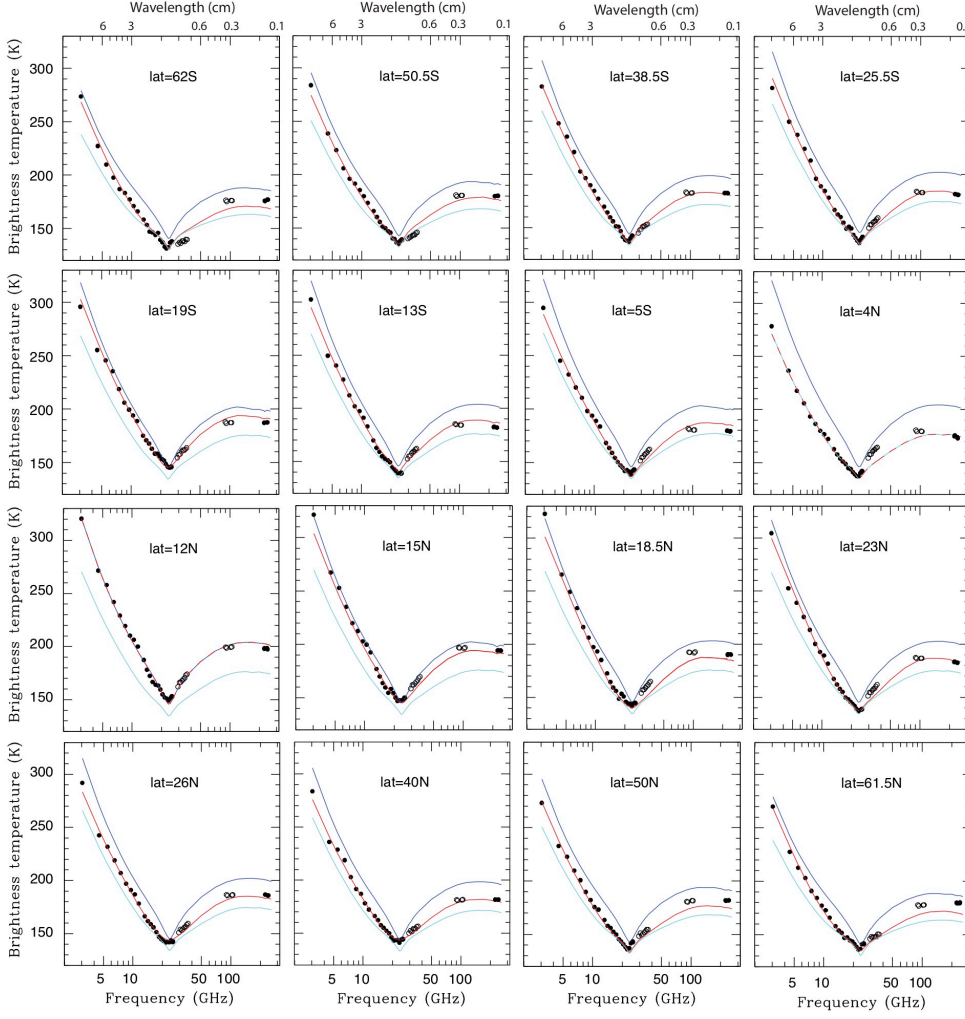 Wavelength (cm) Wavelength (cm) Wavelength (cm) Wavelength (cm)
6 3 0.6 0.3 0.1 6 3 0.6 0.3 0.1 6 3 0.6 0.3 0.1 6 3 0.6 0.3 0.1
Brightness temperature (K)
300
250
200
150
lat=62S lat=50.5S lat=38.5S lat=25.5S
Brightness temperature (K)
300
250
200
150
lat=19S lat=13S lat=5S lat=4N
Brightness temperature (K)
300
250
200
150
lat=12N lat=15N lat=18.5N lat=23N
Brightness temperature (K)
300
250
200
150
lat=26N lat=40N lat=50N lat=61.5N
5 10 50 100 5 10 50 100 5 10 50 100 5 10 50 100
Frequency (GHz) Frequency (GHz) Frequency (GHz) Frequency (GHz)